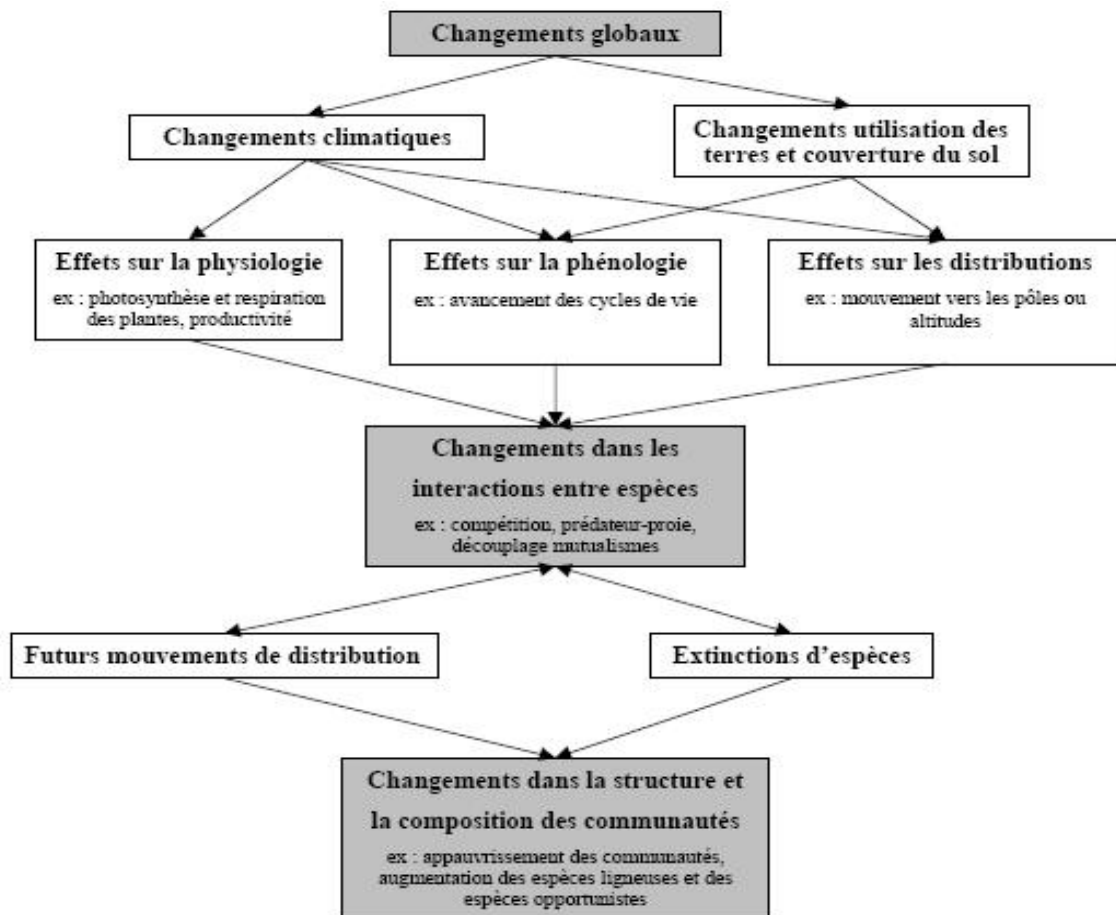 Changements globaux
Changements climatiques
Changements utilisation des
terres et couverture du sol
Effets sur la physiologie
ex : photosynthèse et respiration
des plantes, productivité
Effets sur la phénologie
ex : avancement des cycles de vie
Effets sur les distributions
ex : mouvement vers les pôles ou
altitudes
Changements dans les
interactions entre espèces
ex : compétition, prédateur-proie,
découplage mutualismes
Futurs mouvements de distribution
Extinctions d'espèces
Changements dans la structure et
la composition des communautés
ex : appauvrissement des communautés,
augmentation des espèces ligneuses et des
espèces opportunistes